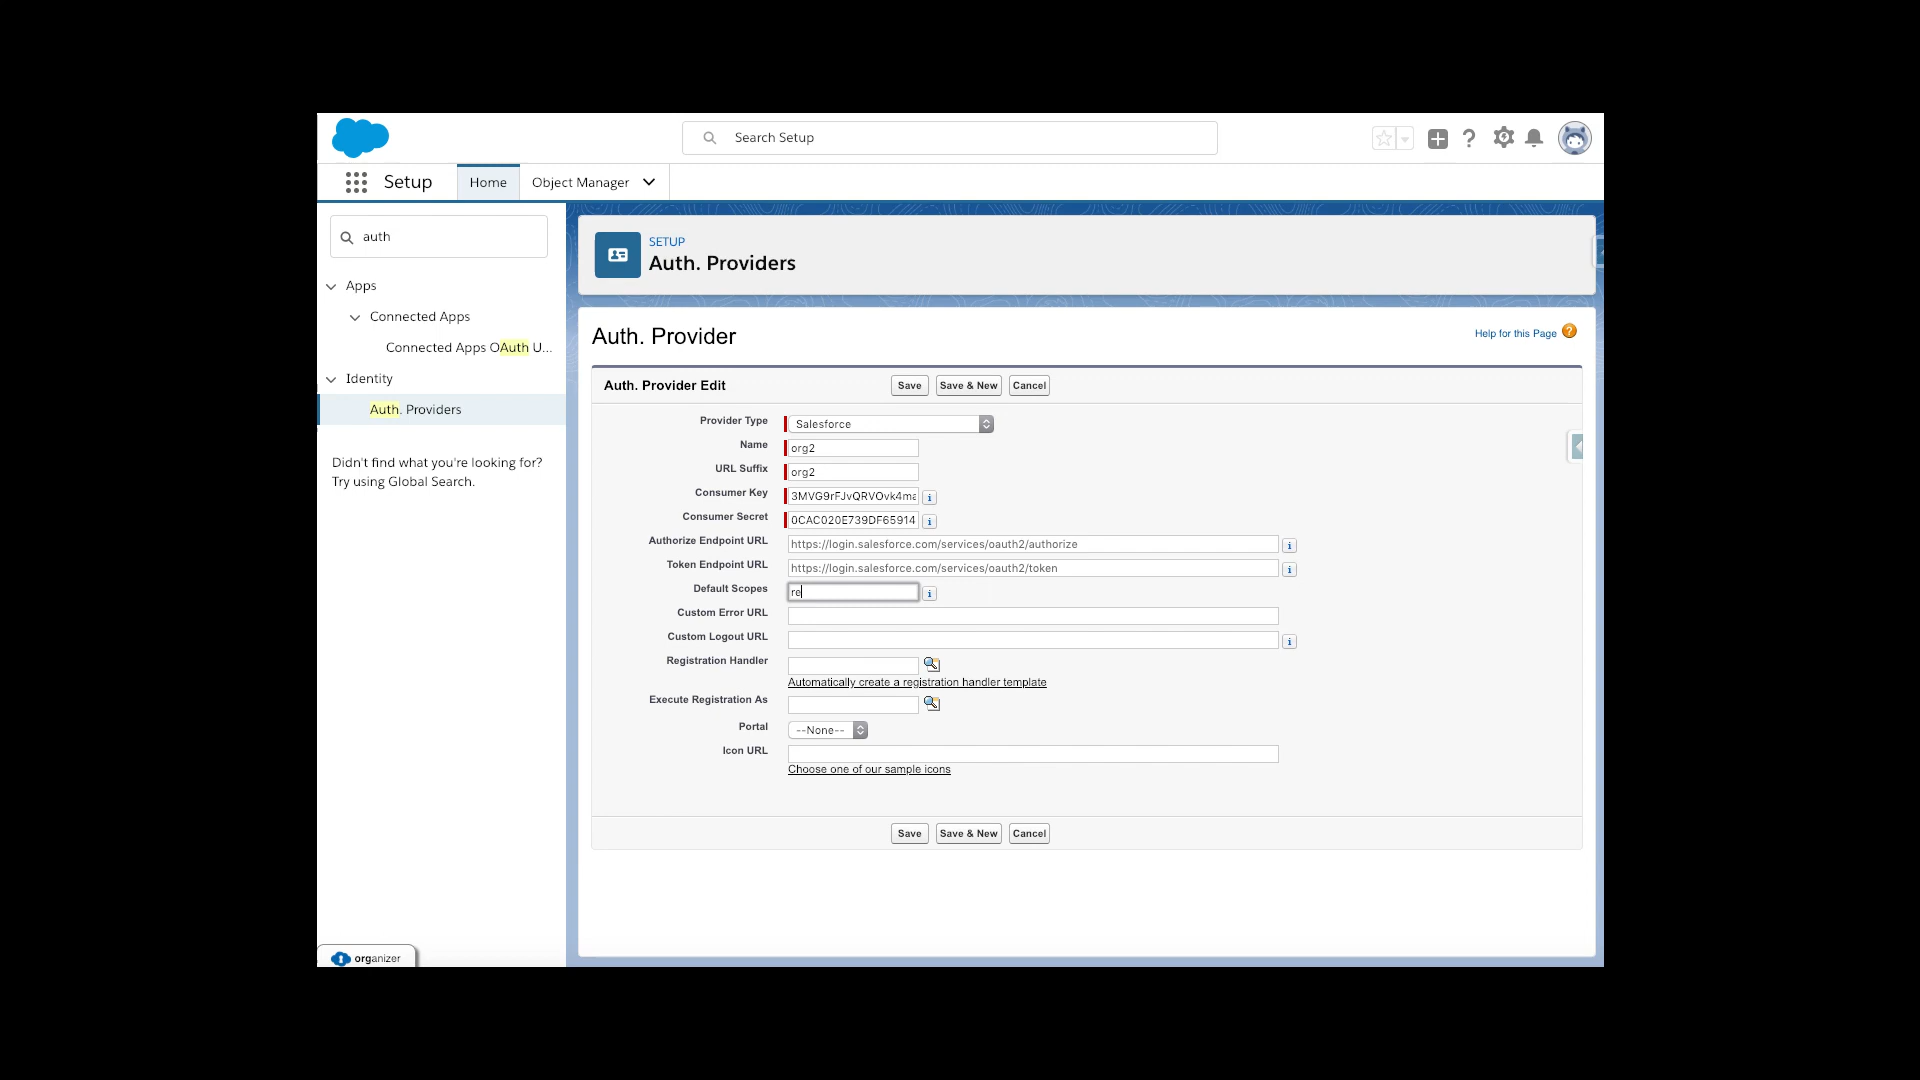 Search Setup
Setup
Home
Object Manager
auth
Apps
Connected Apps
Connected Apps OAuth U...
Identity
Auth. Providers
Didn't find what you're looking for?
Try using Global Search.
organizer
SETUP
Auth. Providers
Auth. Provider
Help for this Page
Auth. Provider Edit
Save
Save & New
Cancel
Provider Type
Salesforce
Name
org2
URL Suffix
org2
Consumer Key
3MVG9rFJvQRVOvk4ma
Consumer Secret
0CAC020E739DF65914
Authorize Endpoint URL
https://login.salesforce.com/services/oauth2/authorize
Token Endpoint URL
https://login.salesforce.com/services/oauth2/token
Default Scopes
re
Custom Error URL
Custom Logout URL
Registration Handler
Automatically create a registration handler template
Execute Registration As
Portal
--None--
Icon URL
Choose one of our sample icons
Save
Save & New
Cancel